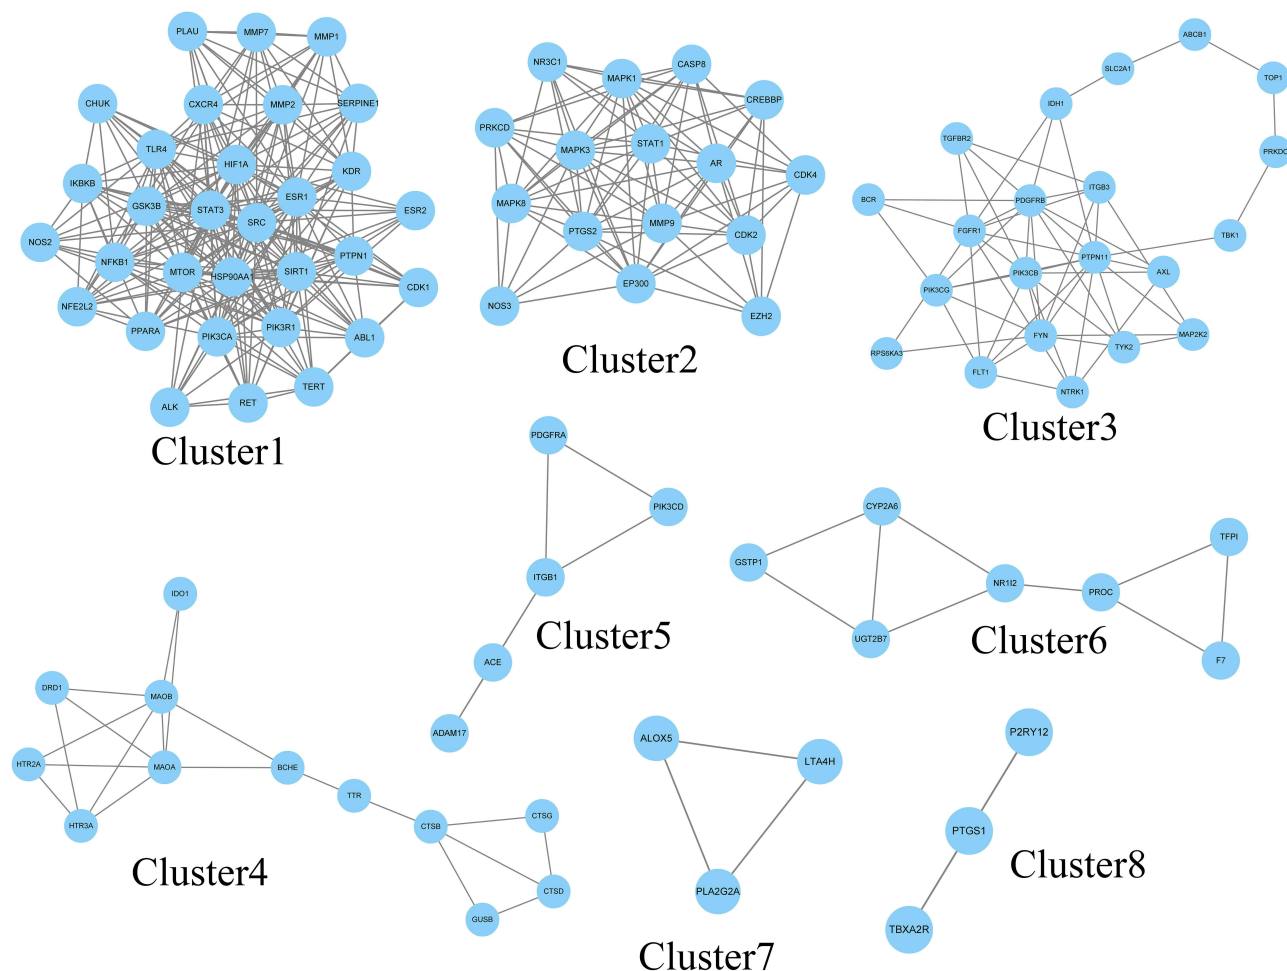 PLAU
MMP7
MMP1
CHUK
CXCR4
MMP2
SERPINE1
TLR4
HIF1A
KDR
IKBKB
GSK3B
STAT3
ESR1
SRC
ESR2
NOS2
NFKB1
MTOR
HSP90AA1
SIRT1
PTPN1
CDK1
NFE2L2
PPARA
PIK3CA
PIK3R1
ABL1
ALK
RET
TERT
Cluster1
NR3C1
MAPK1
CASP8
CREBBP
PRKCD
MAPK3
STAT1
AR
CDK4
MAPK8
PTGS2
MMP9
CDK2
EP300
NOS3
EZH2
Cluster2
ABCB1
SLC2A1
TOP1
IDH1
TGFBR2
PRKDC
BCR
PDGFRB
ITGB3
FGFR1
TBK1
PIK3CG
PIK3CB
PTPN11
AXL
RPS6KA3
FYN
TYK2
MAP2K2
FLT1
NTRK1
Cluster3
IDO1
DRD1
MAOB
HTR2A
MAOA
BCHE
HTR3A
TTR
CTSB
CTSG
CTSD
GUSB
Cluster4
PDGFRA
PIK3CD
ITGB1
ACE
ADAM17
Cluster5
CYP2A6
GSTP1
NR1I2
UGT2B7
PROC
TFPI
F7
Cluster6
ALOX5
LTA4H
PLA2G2A
Cluster7
P2RY12
PTGS1
TBXA2R
Cluster8